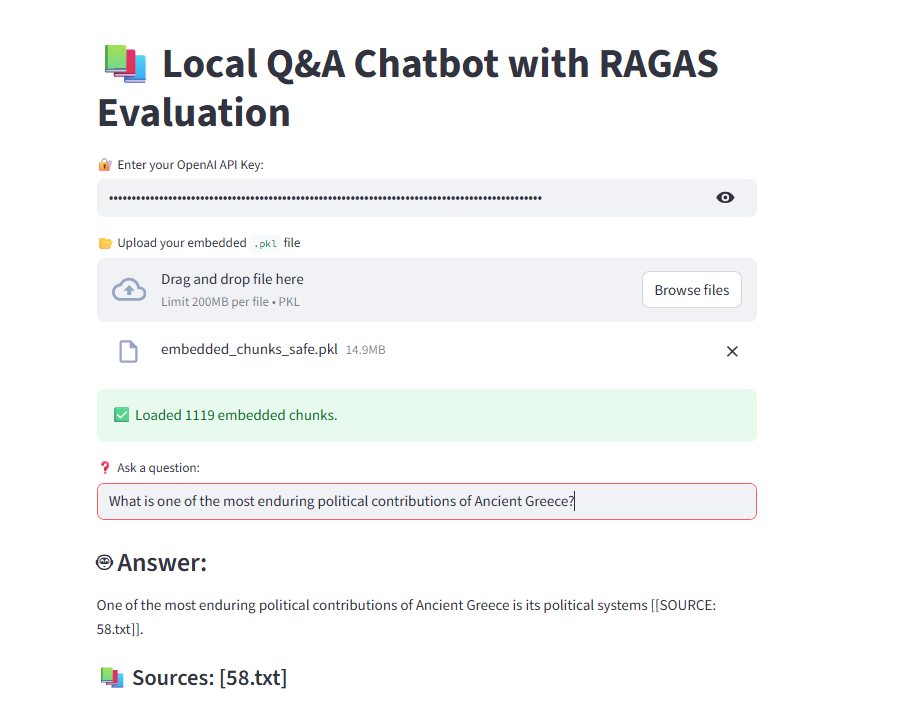 📚 Local Q&A Chatbot with RAGAS
Evaluation
🔐 Enter your OpenAI API Key:
••••••••••••••••••••••••••••••••••••••••••••••••••••••••••••••••••••••••••••••••••••••••••••••••
📂 Upload your embedded .pkl file
Drag and drop file here
Limit 200MB per file • PKL
Browse files
embedded_chunks_safe.pkl 14.9MB
✅ Loaded 1119 embedded chunks.
❓ Ask a question:
What is one of the most enduring political contributions of Ancient Greece?
Answer:
One of the most enduring political contributions of Ancient Greece is its political systems [[SOURCE:
58.txt]].
📚 Sources: [58.txt]